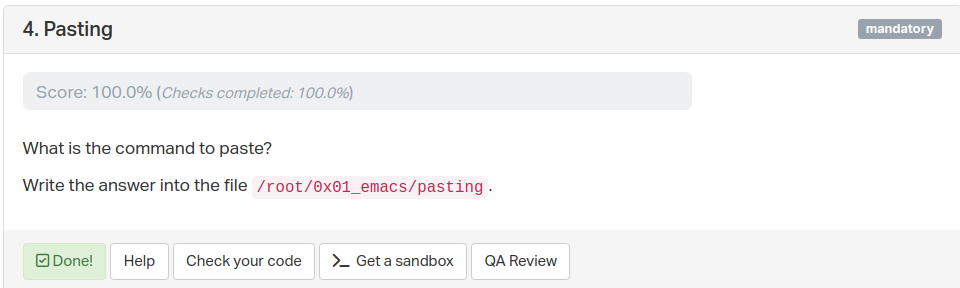 4. Pasting
mandatory
Score: 100.0% (Checks completed: 100.0%)
What is the command to paste?
Write the answer into the file /root/0x01_emacs/pasting.
Done!
Help
Check your code
Get a sandbox
QA Review